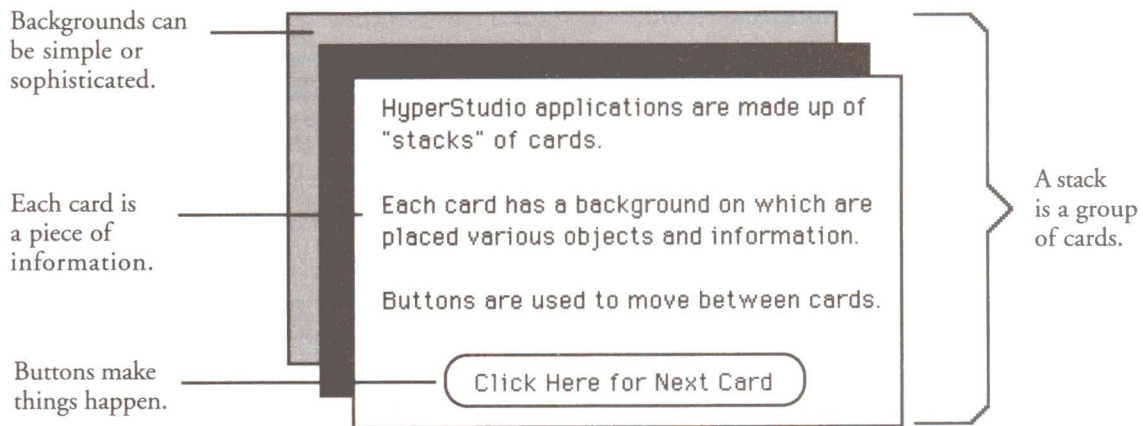 Backgrounds can
be simple or
sophisticated.
HyperStudio applications are made up of
"stacks" of cards.
Each card has a background on which are
placed various objects and information.
Buttons are used to move between cards.
Click Here for Next Card
Each card is
a piece of
information.
Buttons make
things happen.
A stack
is a group
of cards.